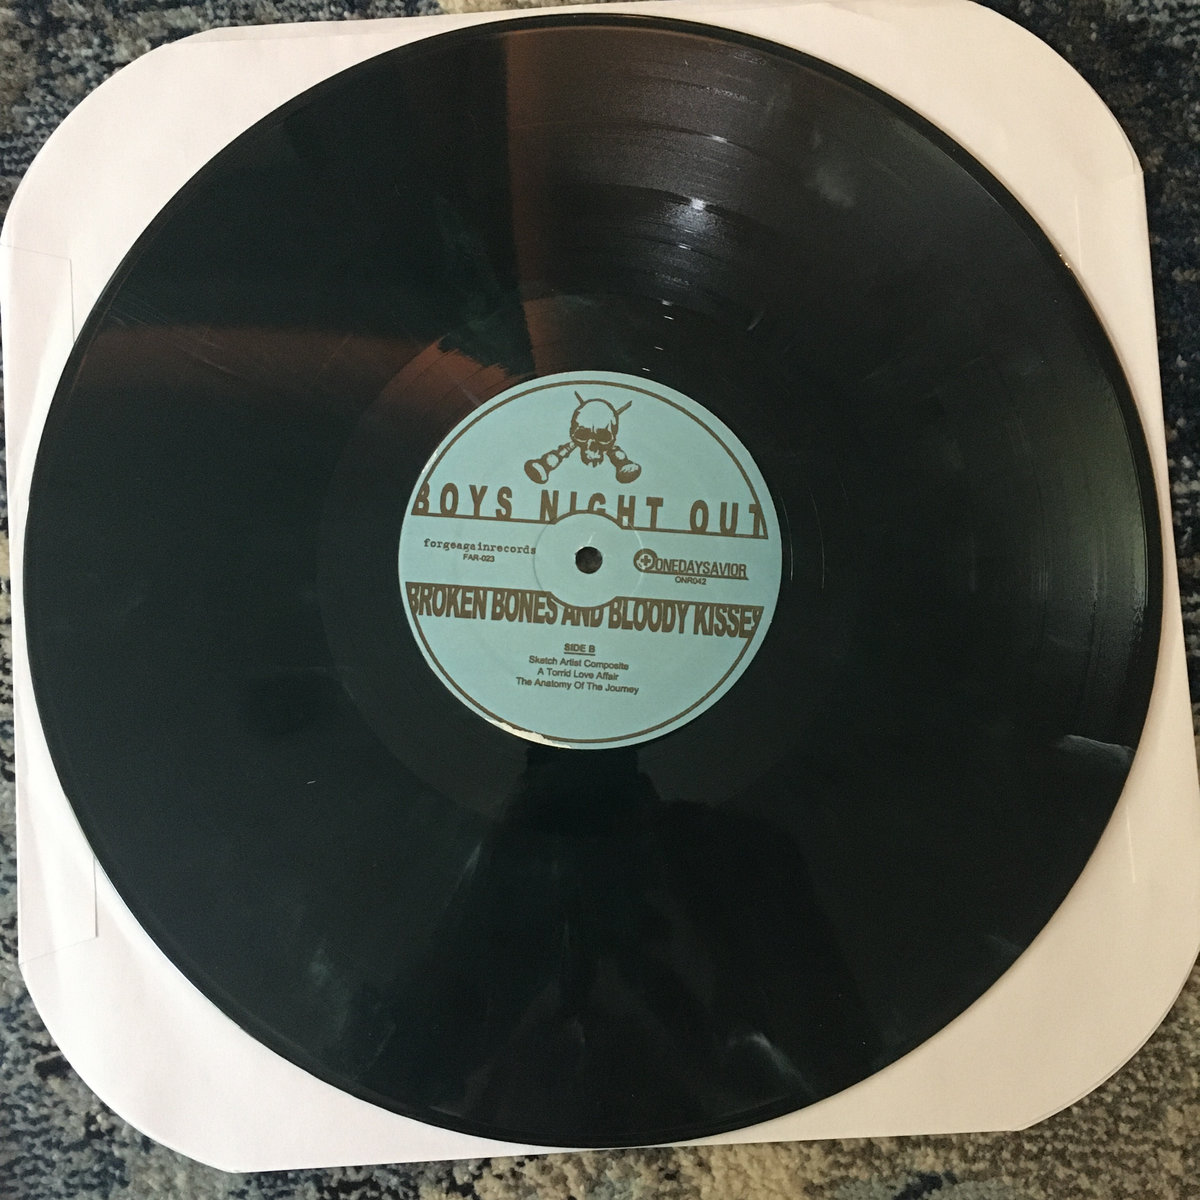 BOYS NIGHT OUT
forgeagainrecords
FAR-023
ONEDAYSAVIOR
ONR042
BROKEN BONES AND BLOODY KISSES
SIDE B
Sketch Artist Composite
A Torrid Love Affair
The Anatomy Of The Journey